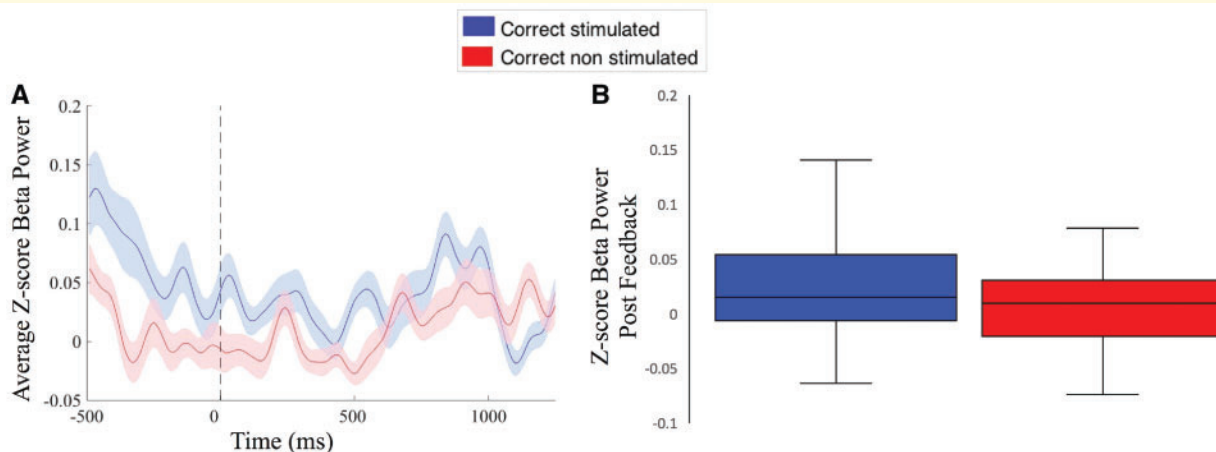 Correct stimulated
Correct non stimulated
A
0.2
0.15
0.1
0.05
0
-0.05
Average Z-score Beta Power
-500
0
500
1000
Time (ms)
B
0.2
0.15
0.1
0.05
0
-0.05
-0.1
Z-score Beta Power
Post Feedback